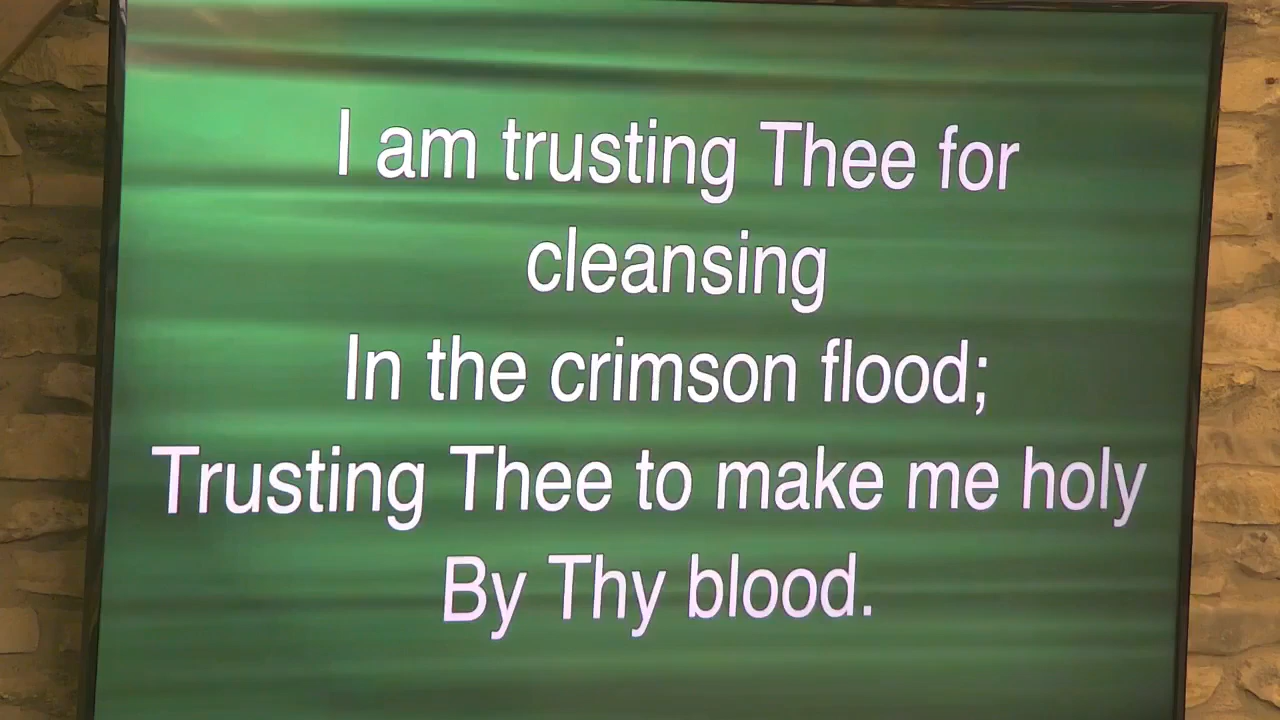 I am trusting Thee for
cleansing
In the crimson flood;
Trusting Thee to make me holy
By Thy blood.